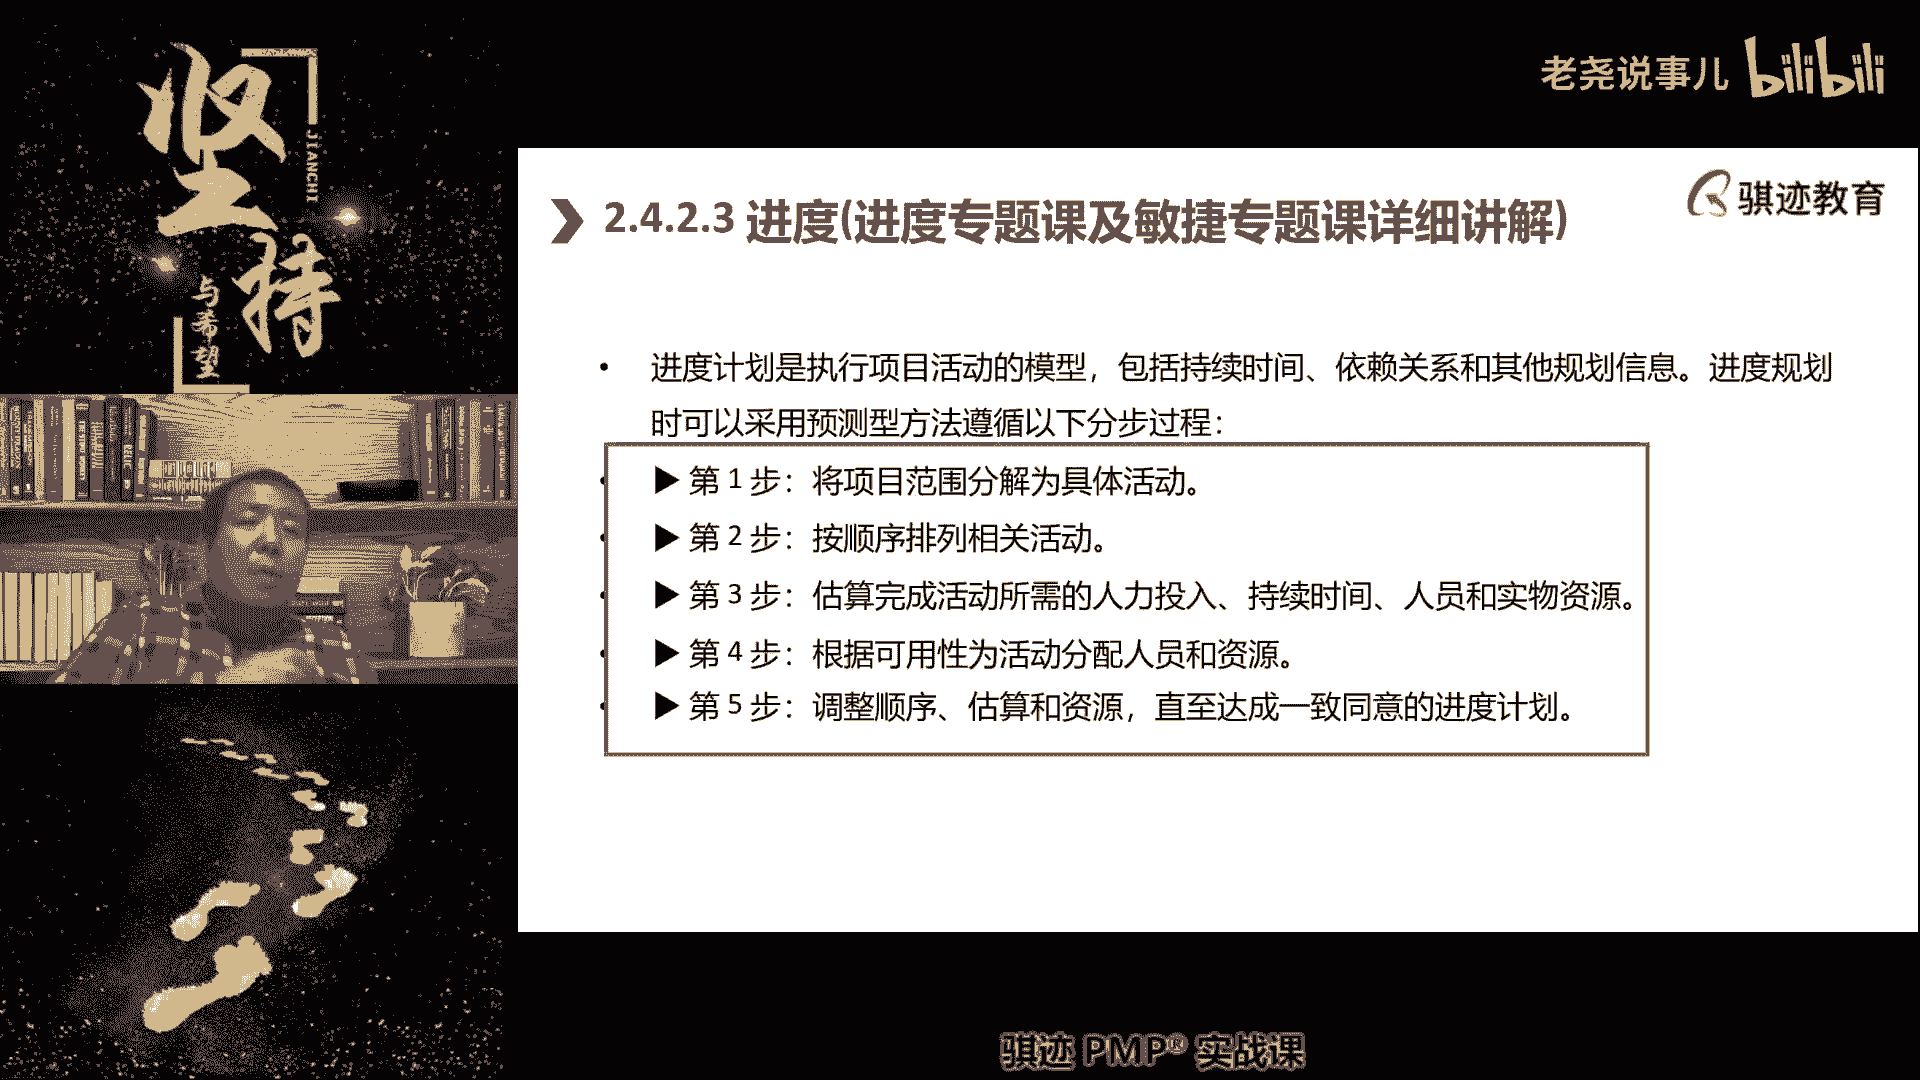 坚持
JIANCHI
与希望
老尧说事儿 bilibili
骐迹教育
2.4.2.3 进度(进度专题课及敏捷专题课详细讲解)
• 进度计划是执行项目活动的模型，包括持续时间、依赖关系和其他规划信息。进度规划
时可以采用预测型方法遵循以下分步过程：
▶ 第 1 步：将项目范围分解为具体活动。
▶ 第 2 步：按顺序排列相关活动。
▶ 第 3 步：估算完成活动所需的人力投入、持续时间、人员和实物资源。
▶ 第 4 步：根据可用性为活动分配人员和资源。
▶ 第 5 步：调整顺序、估算和资源，直至达成一致同意的进度计划。
骐迹 PMP® 实战课